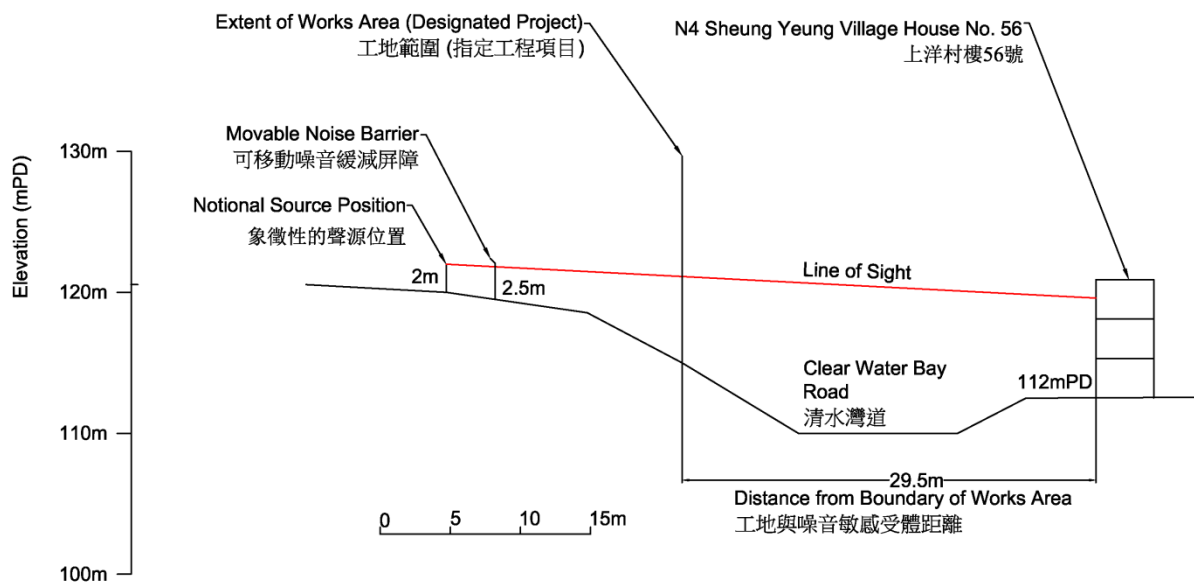 Extent of Works Area (Designated Project)
工地範圍 (指定工程項目)
N4 Sheung Yeung Village House No. 56
上洋村樓56號
Movable Noise Barrier
可移動噪音緩減屏障
Notional Source Position
象徵性的聲源位置
Elevation (mPD)
130m
120m
110m
100m
2m
2.5m
Line of Sight
Clear Water Bay
Road
清水灣道
112mPD
29.5m
Distance from Boundary of Works Area
工地與噪音敏感受體距離
0 5 10 15m